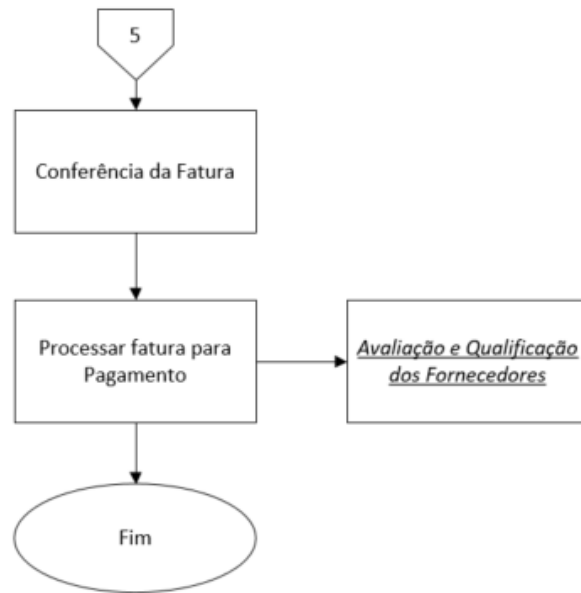 5
Conferência da Fatura
Processar fatura para
Pagamento
Avaliação e Qualificação
dos Fornecedores
Fim